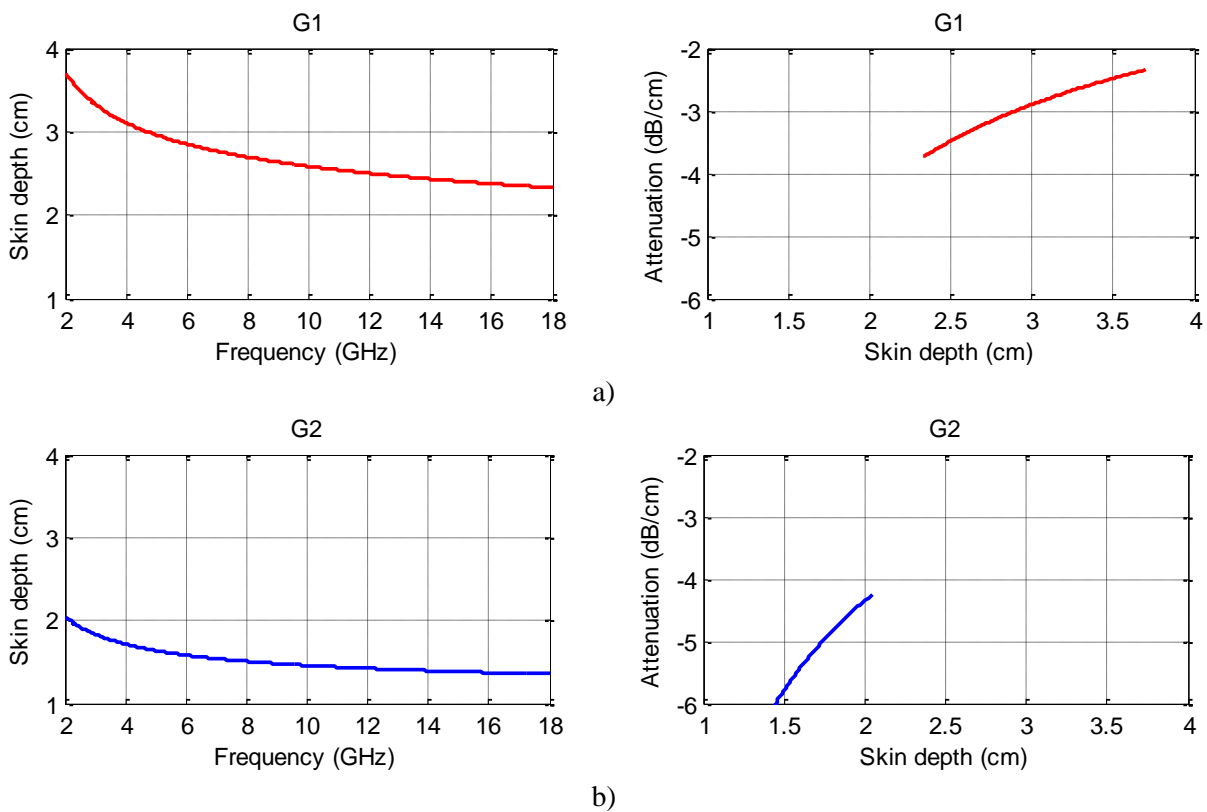 G1
4
3
2
1
Skin depth (cm)
2 4 6 8 10 12 14 16 18
Frequency (GHz)
G1
-2
-3
-4
-5
-6
Attenuation (dB/cm)
1 1.5 2 2.5 3 3.5 4
Skin depth (cm)
a)
G2
4
3
2
1
Skin depth (cm)
2 4 6 8 10 12 14 16 18
Frequency (GHz)
G2
-2
-3
-4
-5
-6
Attenuation (dB/cm)
1 1.5 2 2.5 3 3.5 4
Skin depth (cm)
b)